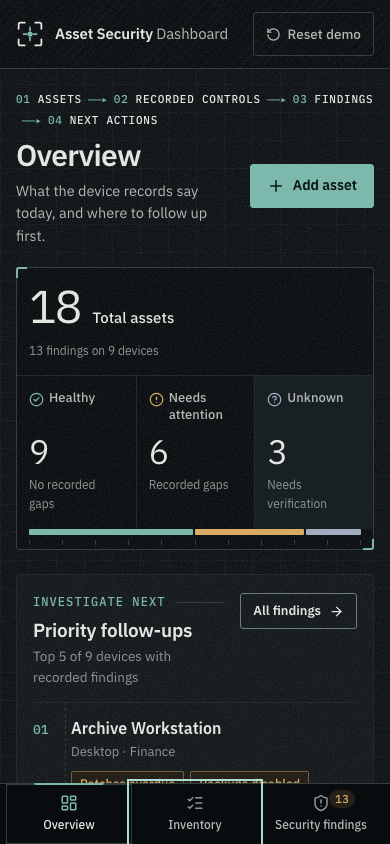 Asset Security Dashboard
Reset demo
01 ASSETS 02 RECORDED CONTROLS 03 FINDINGS
04 NEXT ACTIONS
Overview
What the device records say
today, and where to follow up
first.
Add asset
18 Total assets
13 findings on 9 devices
Healthy
9
No recorded
gaps
Needs
attention
6
Recorded gaps
Unknown
3
Needs
verification
INVESTIGATE NEXT
Priority follow-ups
Top 5 of 9 devices with
recorded findings
All findings
01 Archive Workstation
Desktop · Finance
Overview
Inventory
13
Security findings